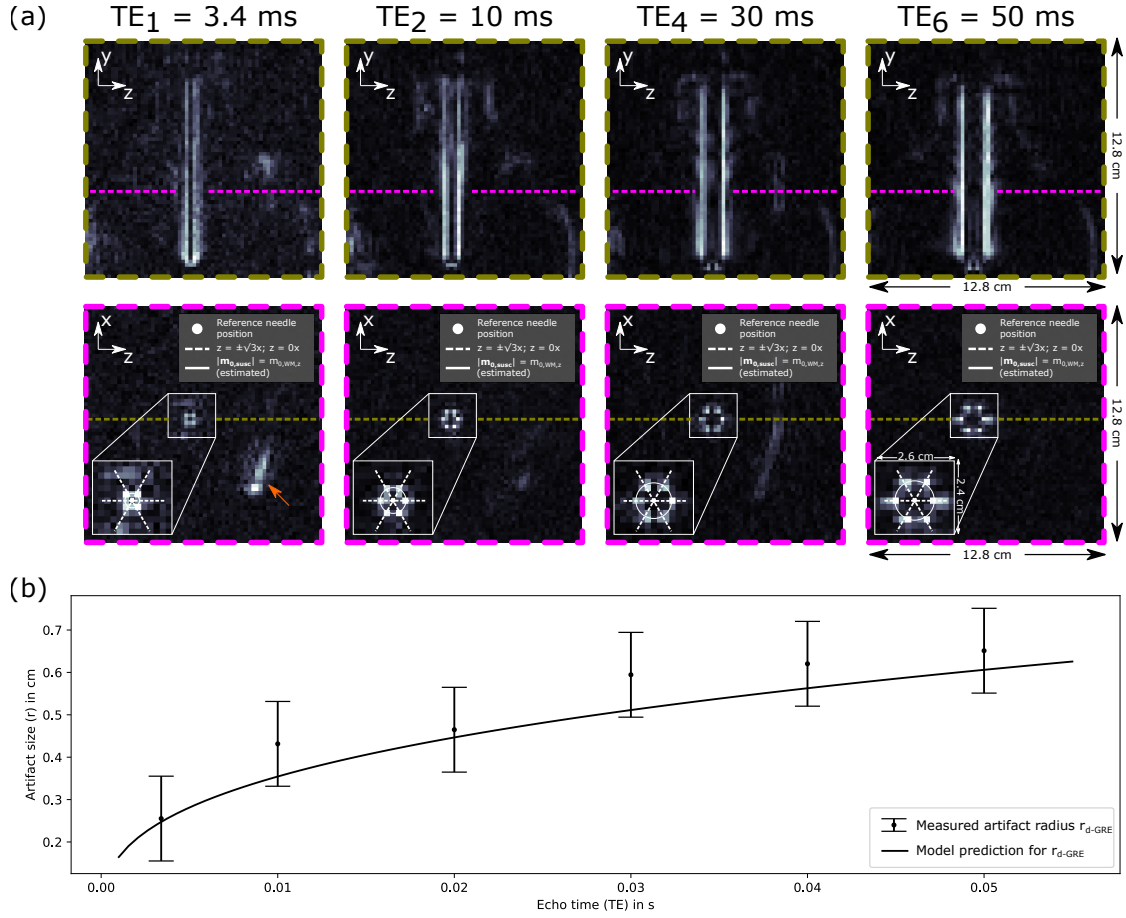 (a)
TE1 = 3.4 ms
TE2 = 10 ms
TE4 = 30 ms
TE6 = 50 ms
y
z
y
z
y
z
y
z
12.8 cm
12.8 cm
x
z
Reference needle
position
z = ±√3x; z = 0x
|m0,susc| = m0,WM,z
(estimated)
x
z
Reference needle
position
z = ±√3x; z = 0x
|m0,susc| = m0,WM,z
(estimated)
x
z
Reference needle
position
z = ±√3x; z = 0x
|m0,susc| = m0,WM,z
(estimated)
x
z
Reference needle
position
z = ±√3x; z = 0x
|m0,susc| = m0,WM,z
(estimated)
2.6 cm
2.4 cm
12.8 cm
12.8 cm
(b)
Artifact size (r) in cm
0.7
0.6
0.5
0.4
0.3
0.2
Measured artifact radius rd-GRE
Model prediction for rd-GRE
0.00
0.01
0.02
0.03
0.04
0.05
Echo time (TE) in s